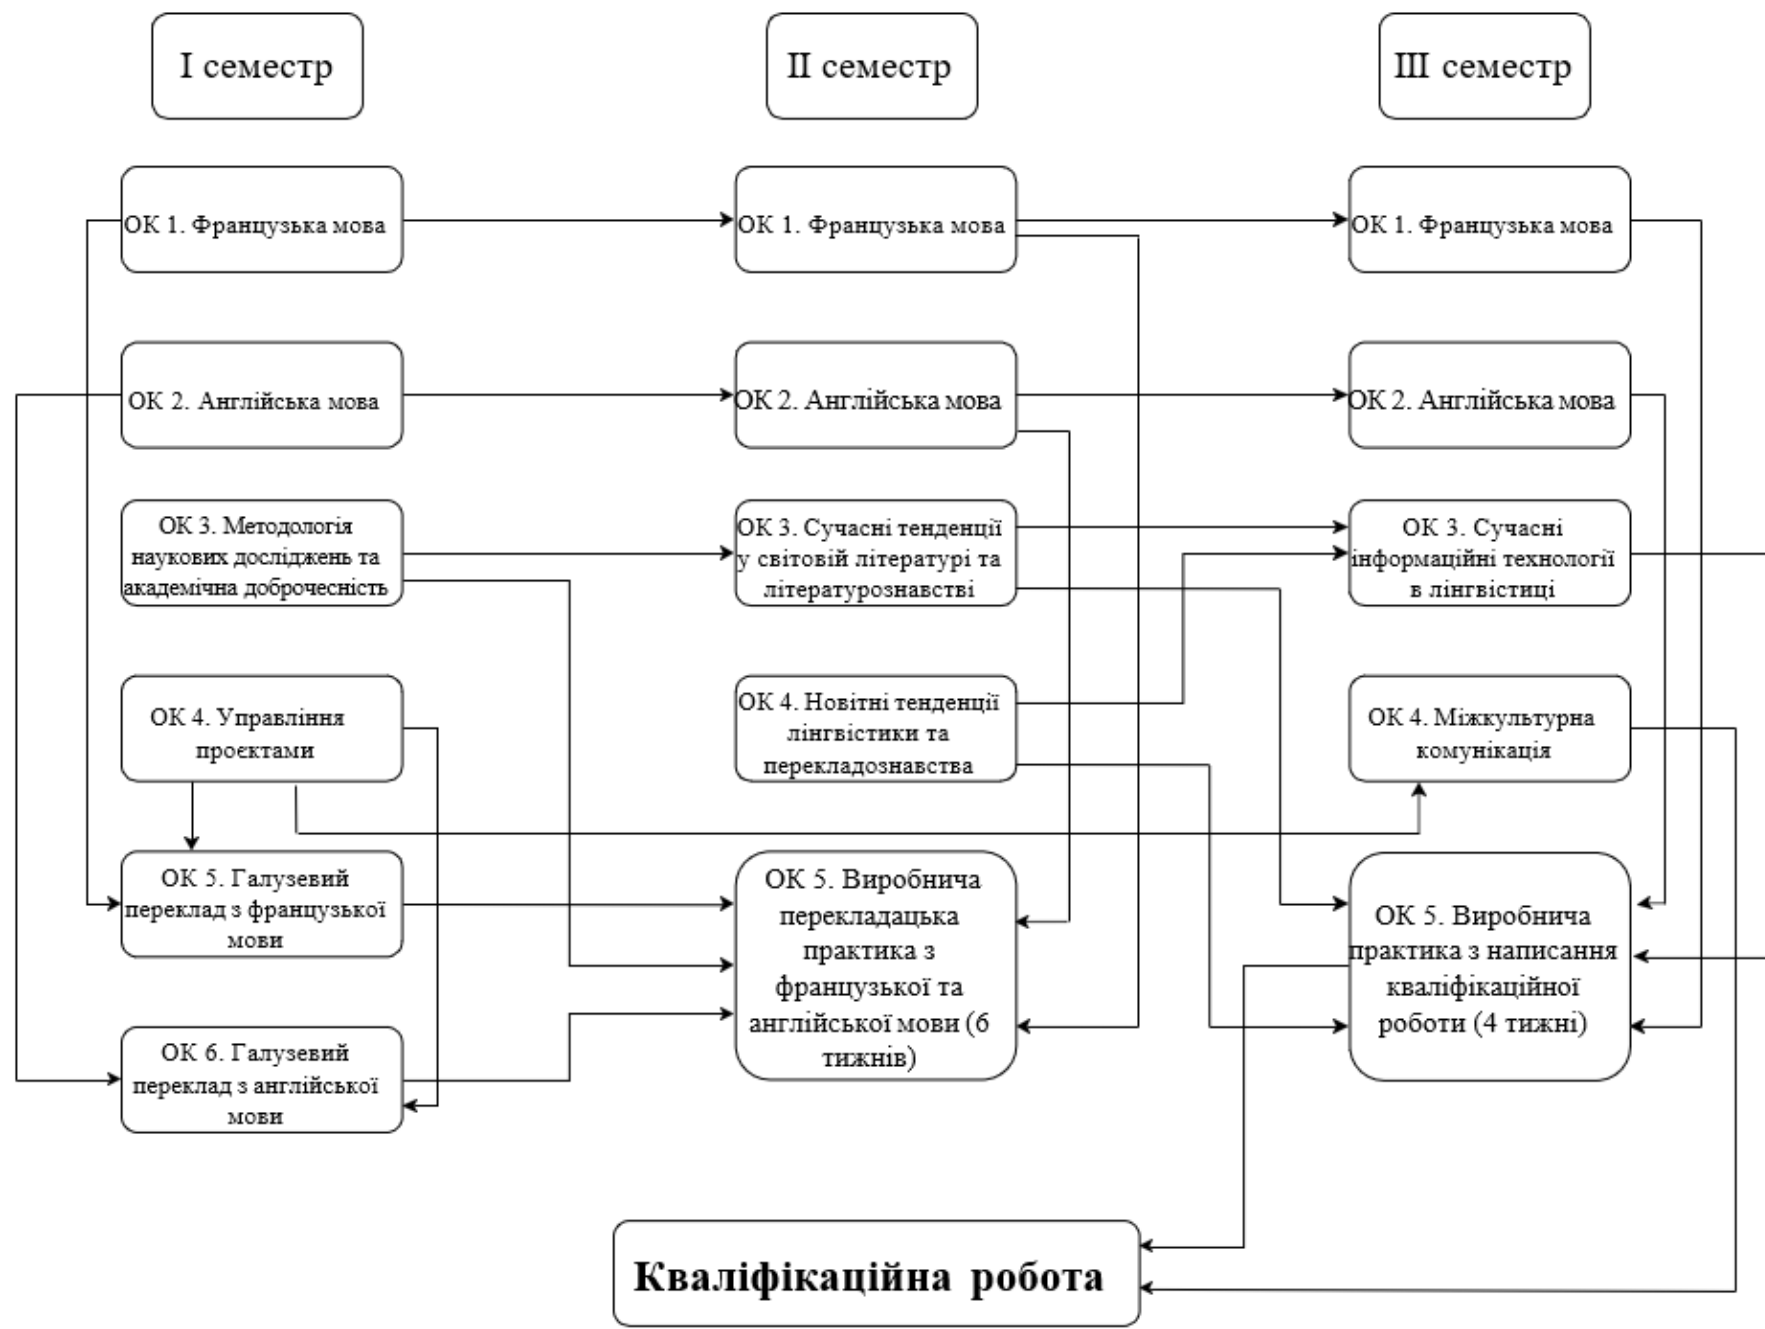 I семестр
II семестр
III семестр
ОК 1. Французька мова
ОК 1. Французька мова
ОК 1. Французька мова
ОК 2. Англійська мова
ОК 2. Англійська мова
ОК 2. Англійська мова
ОК 3. Методологія
наукових досліджень та
академічна доброчесність
ОК 3. Сучасні тенденції
у світовій літературі та
літературознавстві
ОК 3. Сучасні
інформаційні технології
в лінгвістиці
ОК 4. Управління
проєктами
ОК 4. Новітні тенденції
лінгвістики та
перекладознавства
ОК 4. Міжкультурна
комунікація
ОК 5. Галузевий
переклад з французької
мови
ОК 5. Виробнича
перекладацька
практика з
французької та
англійської мови (6
тижнів)
ОК 5. Виробнича
практика з написання
кваліфікаційної
роботи (4 тижні)
ОК 6. Галузевий
переклад з англійської
мови
Кваліфікаційна робота